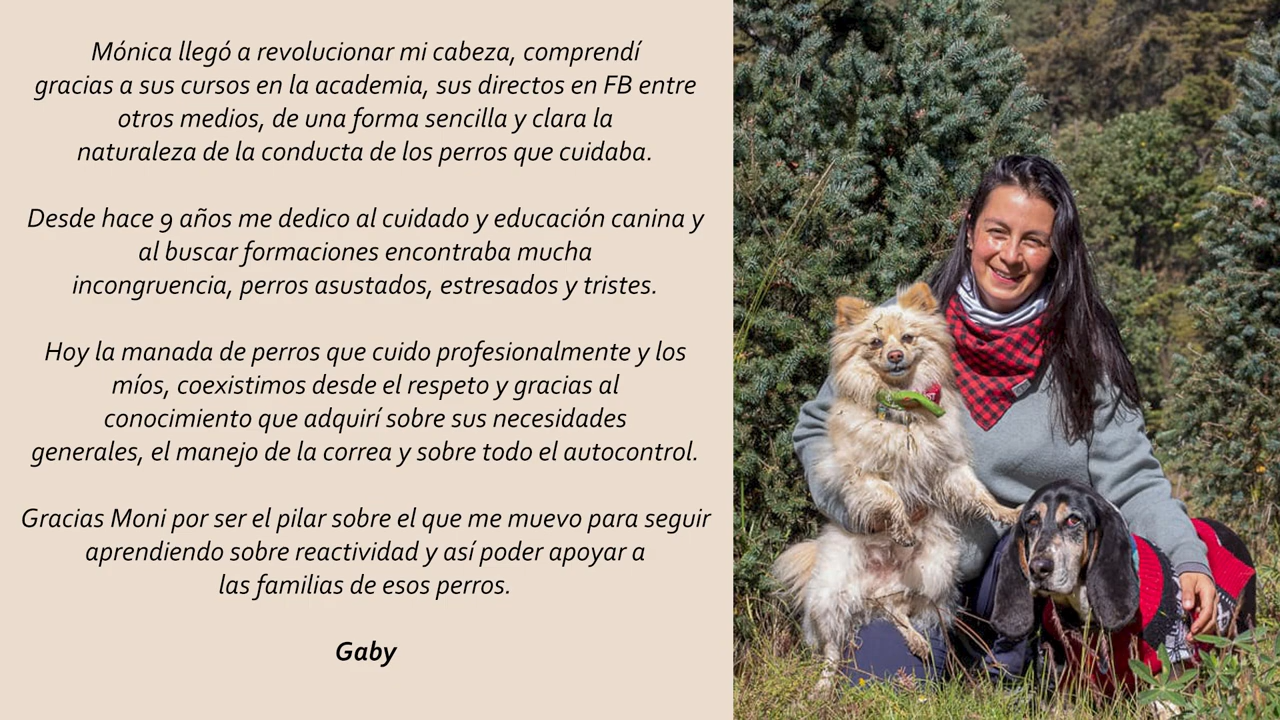 Mónica llegó a revolucionar mi cabeza, comprendí
gracias a sus cursos en la academia, sus directos en FB entre
otros medios, de una forma sencilla y clara la
naturaleza de la conducta de los perros que cuidaba.
Desde hace 9 años me dedico al cuidado y educación canina y
al buscar formaciones encontraba mucha
incongruencia, perros asustados, estresados y tristes.
Hoy la manada de perros que cuido profesionalmente y los
míos, coexistimos desde el respeto y gracias al
conocimiento que adquirí sobre sus necesidades
generales, el manejo de la correa y sobre todo el autocontrol.
Gracias Moni por ser el pilar sobre el que me muevo para seguir
aprendiendo sobre reactividad y así poder apoyar a
las familias de esos perros.
Gaby